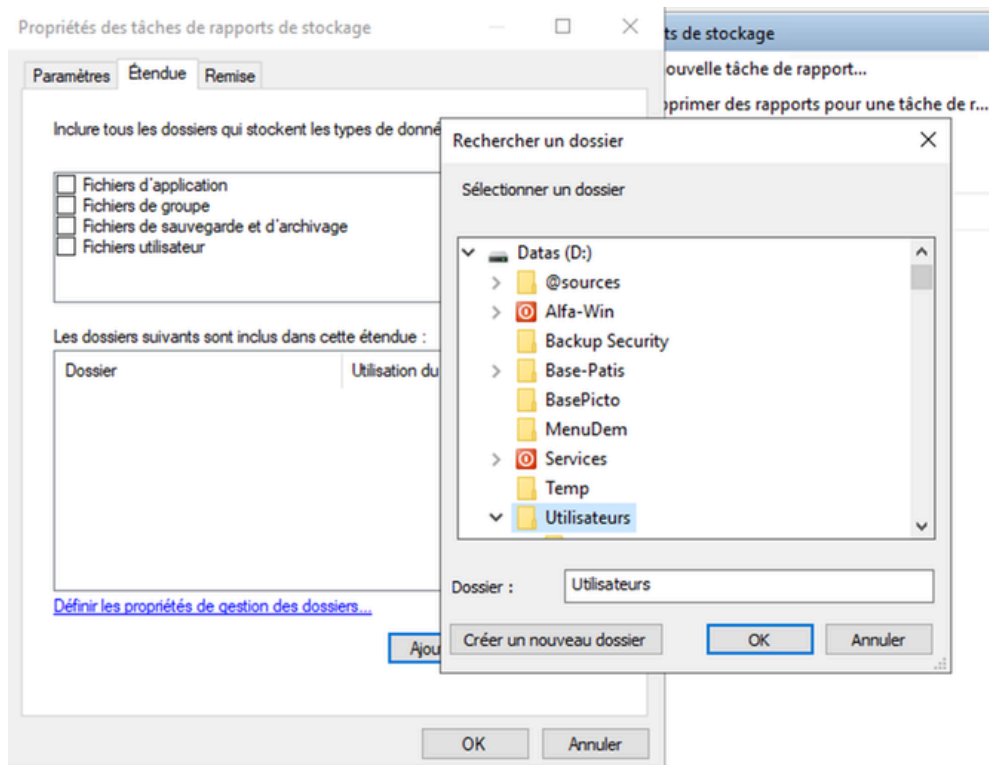 Propriétés des tâches de rapports de stockage
ts de stockage
Paramètres Étendue Remise
ouvelle tâche de rapport...
pprimer des rapports pour une tâche de r...
Inclure tous les dossiers qui stockent les types de donné
Fichiers d'application
Fichiers de groupe
Fichiers de sauvegarde et d'archivage
Fichiers utilisateur
Les dossiers suivants sont inclus dans cette étendue :
Dossier Utilisation du
Définir les propriétés de gestion des dossiers...
Ajou
OK Annuler
Rechercher un dossier
Sélectionner un dossier
Datas (D:)
@sources
Alfa-Win
Backup Security
Base-Patis
BasePicto
MenuDem
Services
Temp
Utilisateurs
Dossier : Utilisateurs
Créer un nouveau dossier OK Annuler